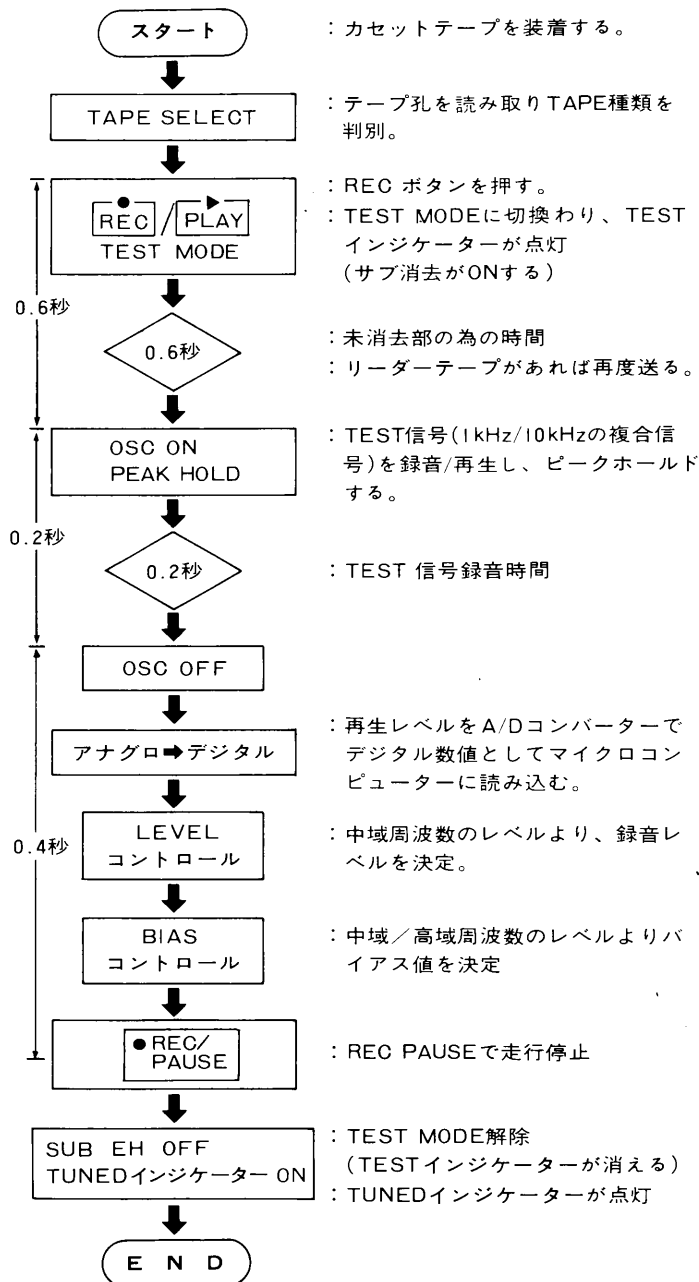 スタート
：カセットテープを装着する。
TAPE SELECT
：テープ孔を読み取りTAPE種類を
判別。
REC / PLAY
TEST MODE
：REC ボタンを押す。
：TEST MODEに切換わり、TEST
インジケーターが点灯
(サブ消去がONする)
0.6秒
0.6秒
：未消去部の為の時間
：リーダーテープがあれば再度送る。
OSC ON
PEAK HOLD
：TEST信号(1kHz/10kHzの複合信
号)を録音/再生し、ピークホールド
する。
0.2秒
0.2秒
：TEST 信号録音時間
OSC OFF
アナグロ➡デジタル
：再生レベルをA/Dコンバーターで
デジタル数値としてマイクロコン
ピューターに読み込む。
LEVEL
コントロール
：中域周波数のレベルより、録音レ
ベルを決定。
0.4秒
BIAS
コントロール
：中域／高域周波数のレベルよりバ
イアス値を決定
●REC/
PAUSE
：REC PAUSEで走行停止
SUB EH OFF
TUNEDインジケーター ON
：TEST MODE解除
(TESTインジケーターが消える)
：TUNEDインジケーターが点灯
END